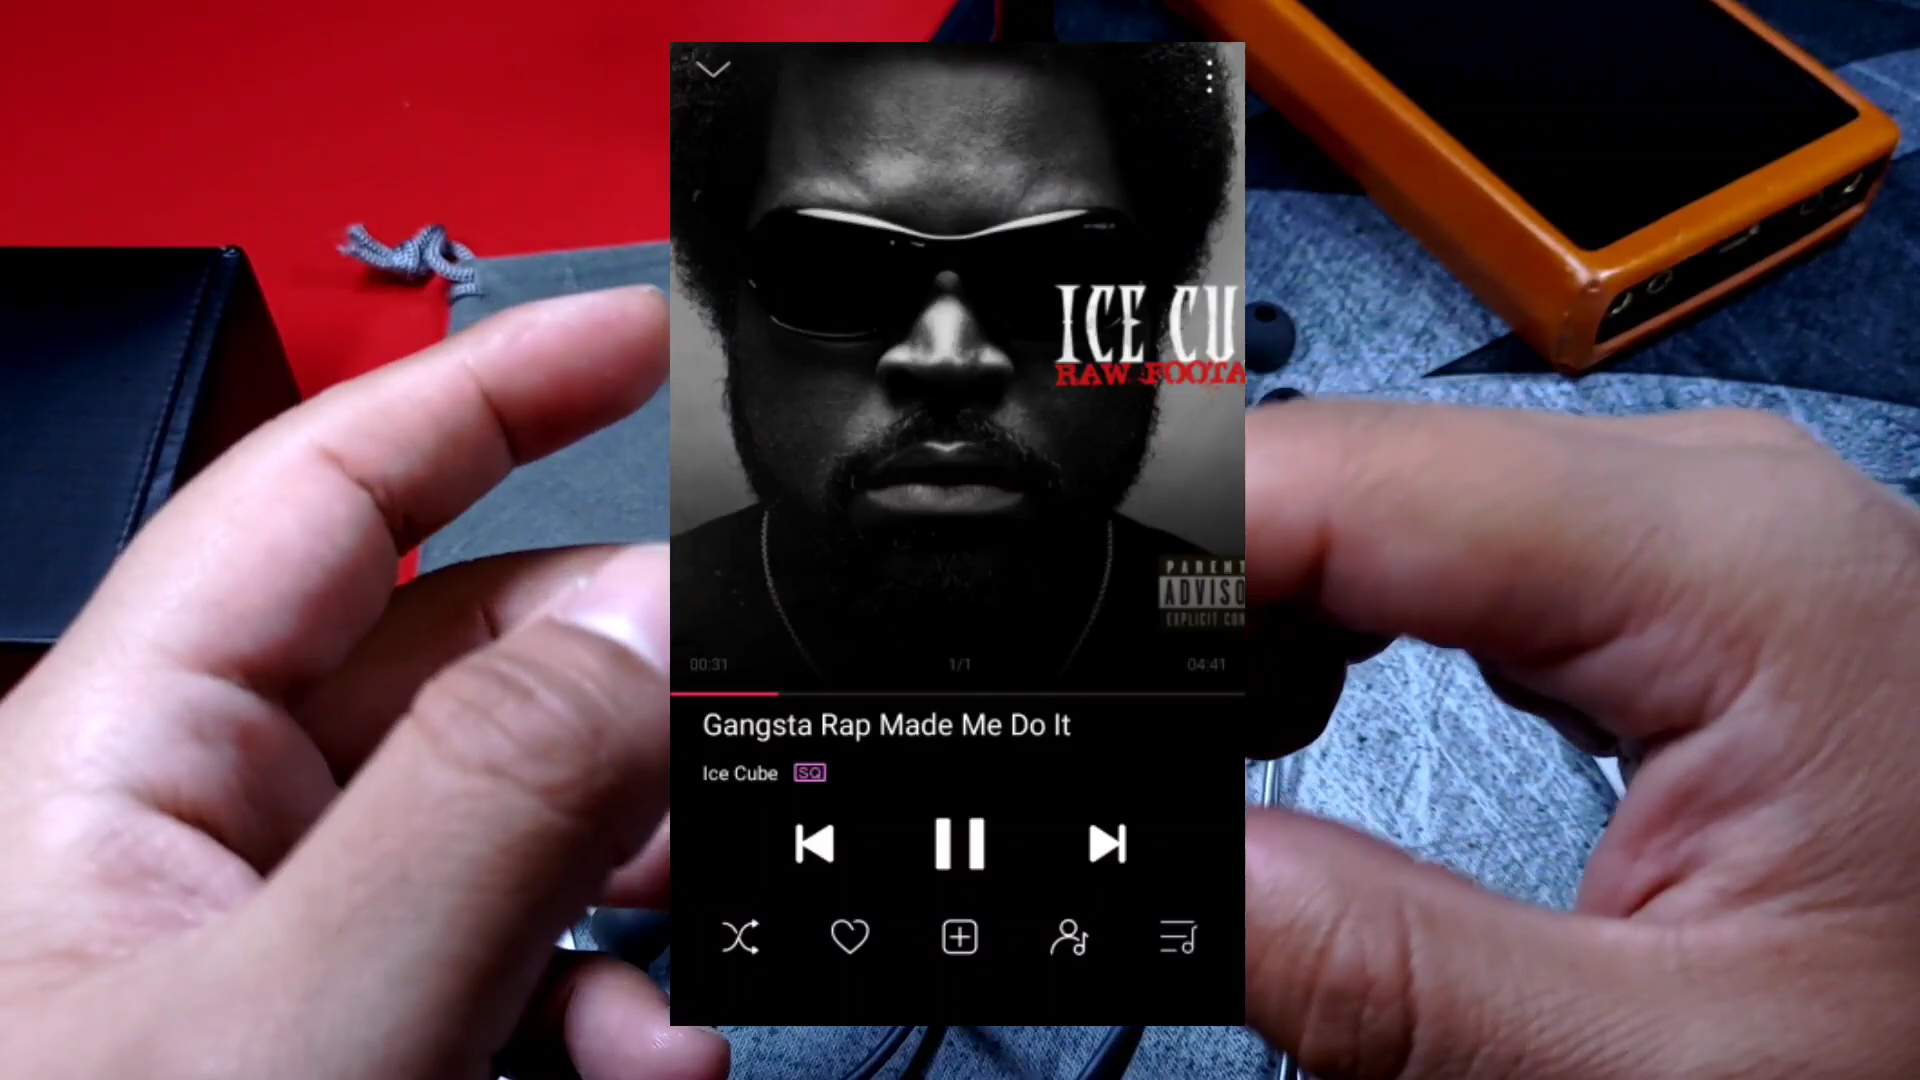 ICE CU
RAW FOOTA
PARENT
ADVISO
EXPLICIT CON
00:31 1/1 04:41
Gangsta Rap Made Me Do It
Ice Cube SQ